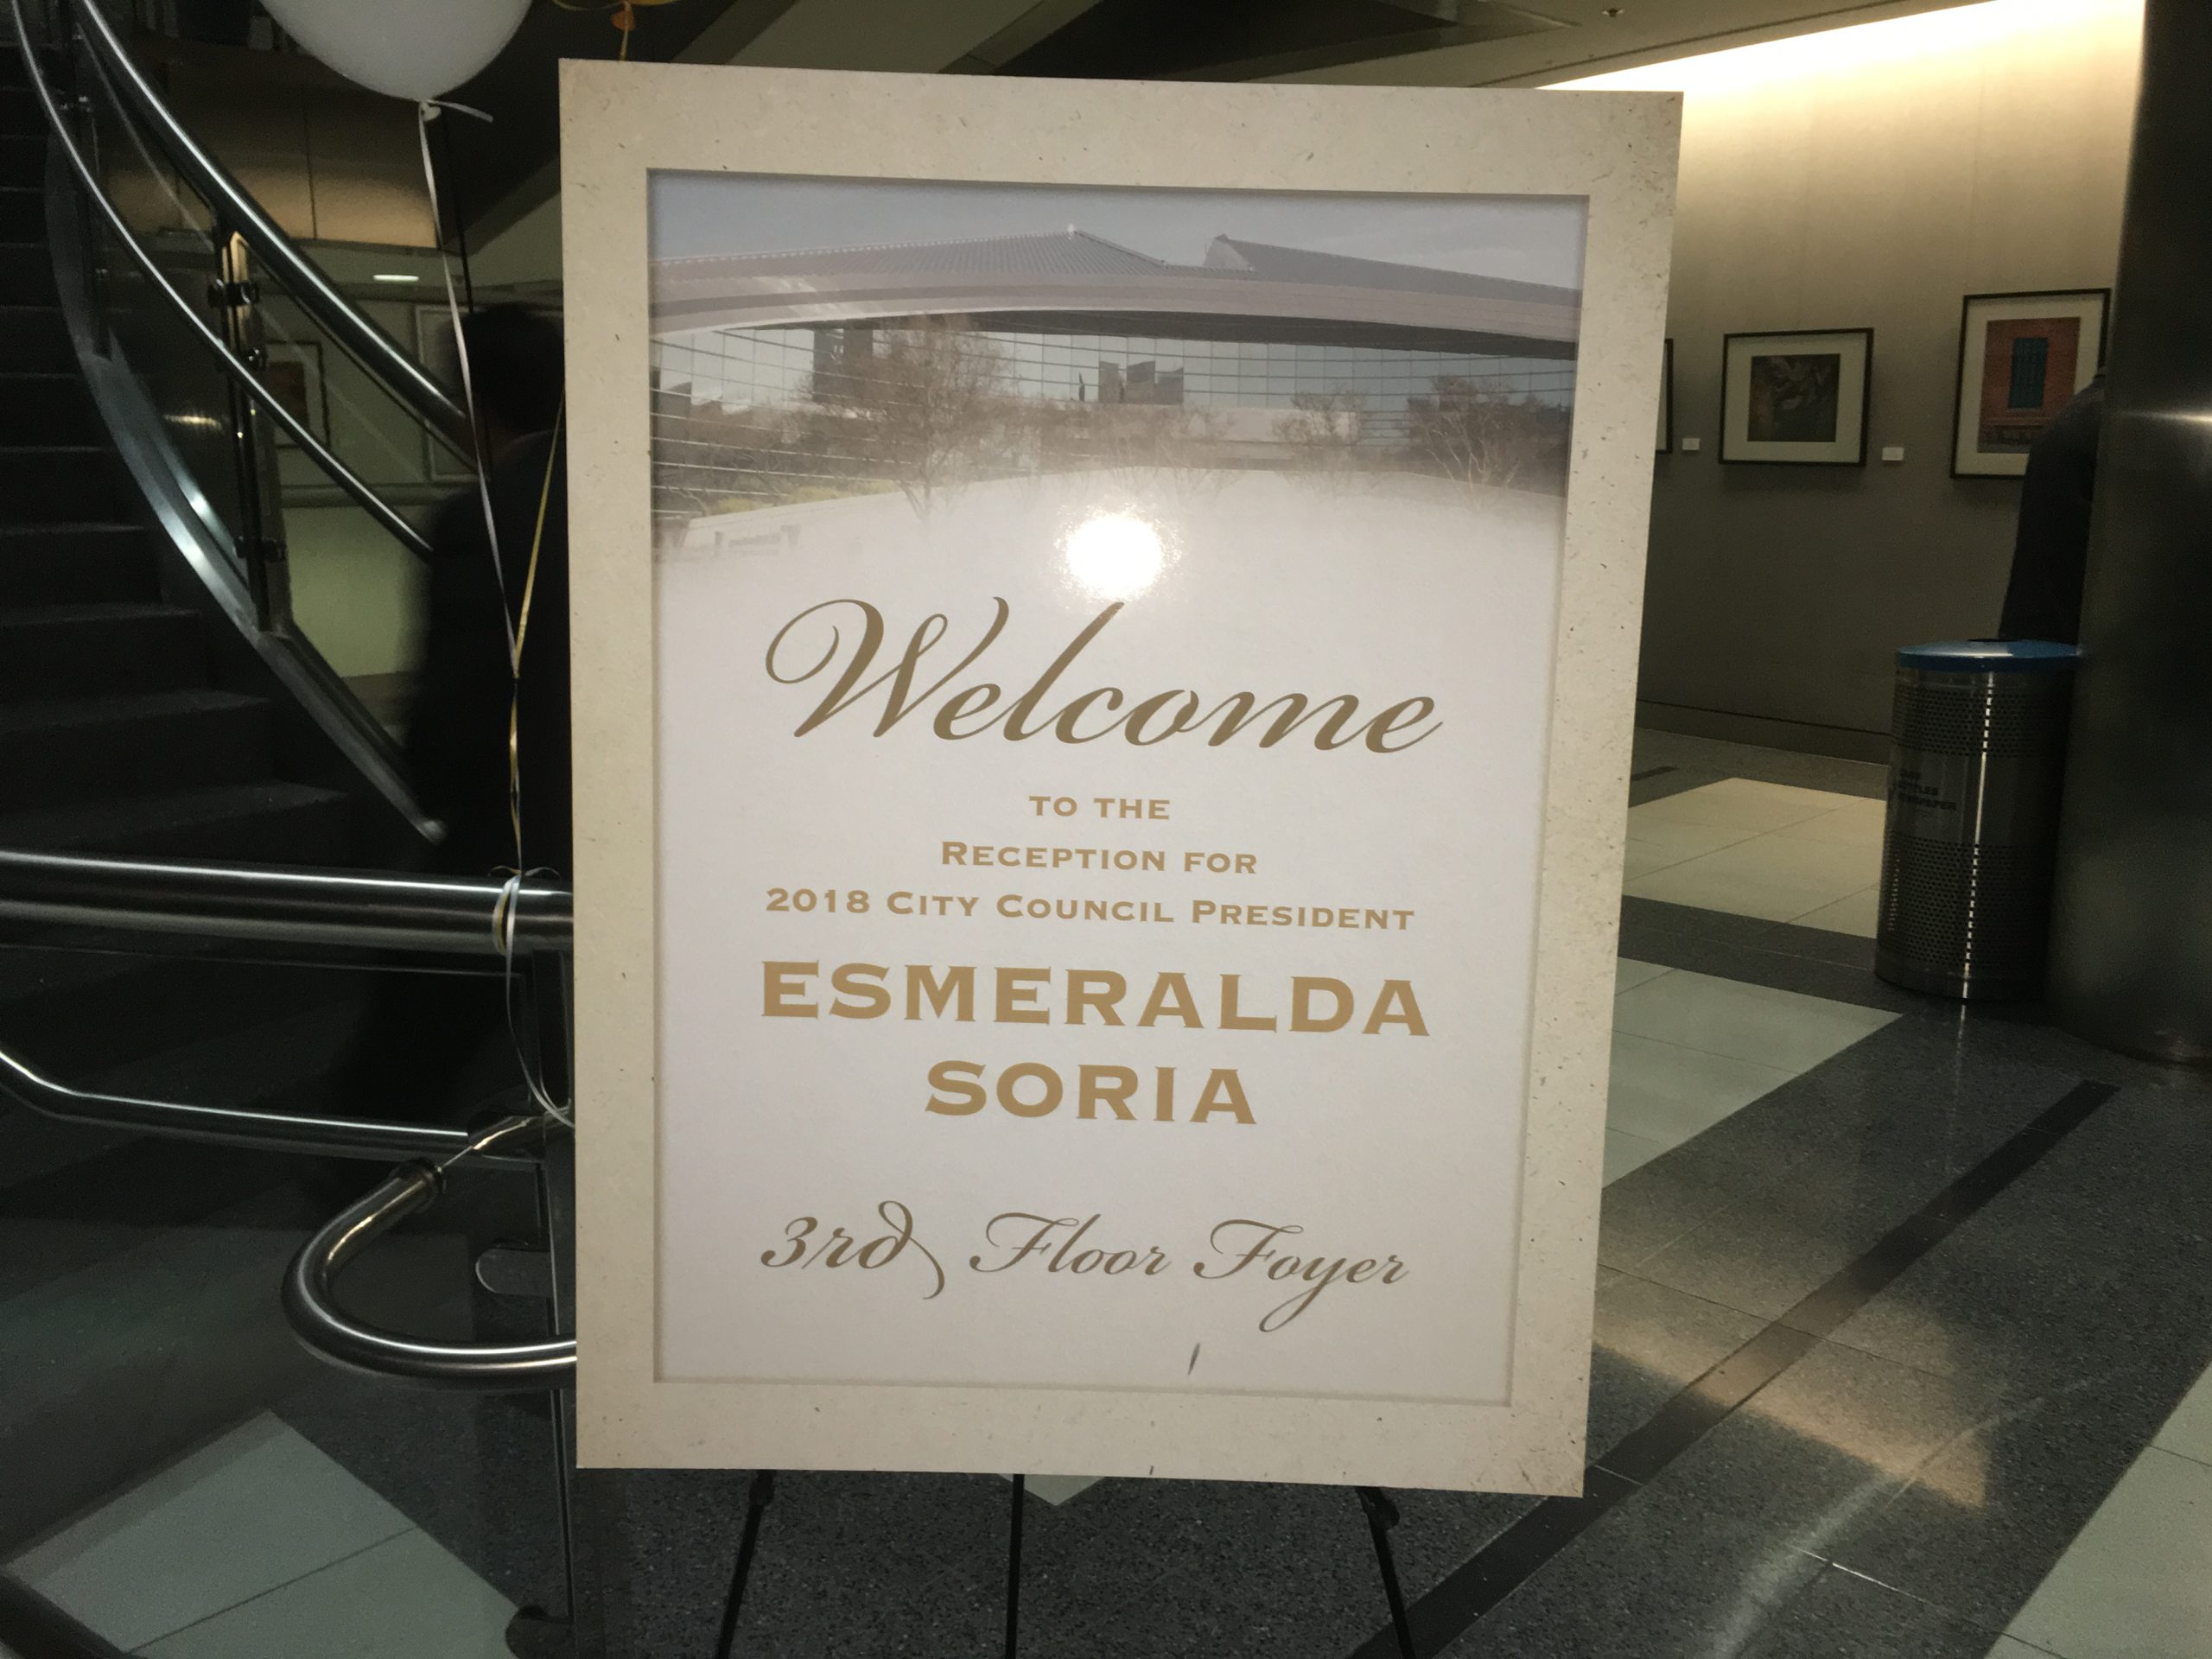 Welcome
TO THE
RECEPTION FOR
2018 CITY COUNCIL PRESIDENT
ESMERALDA
SORIA
3rd Floor Foyer